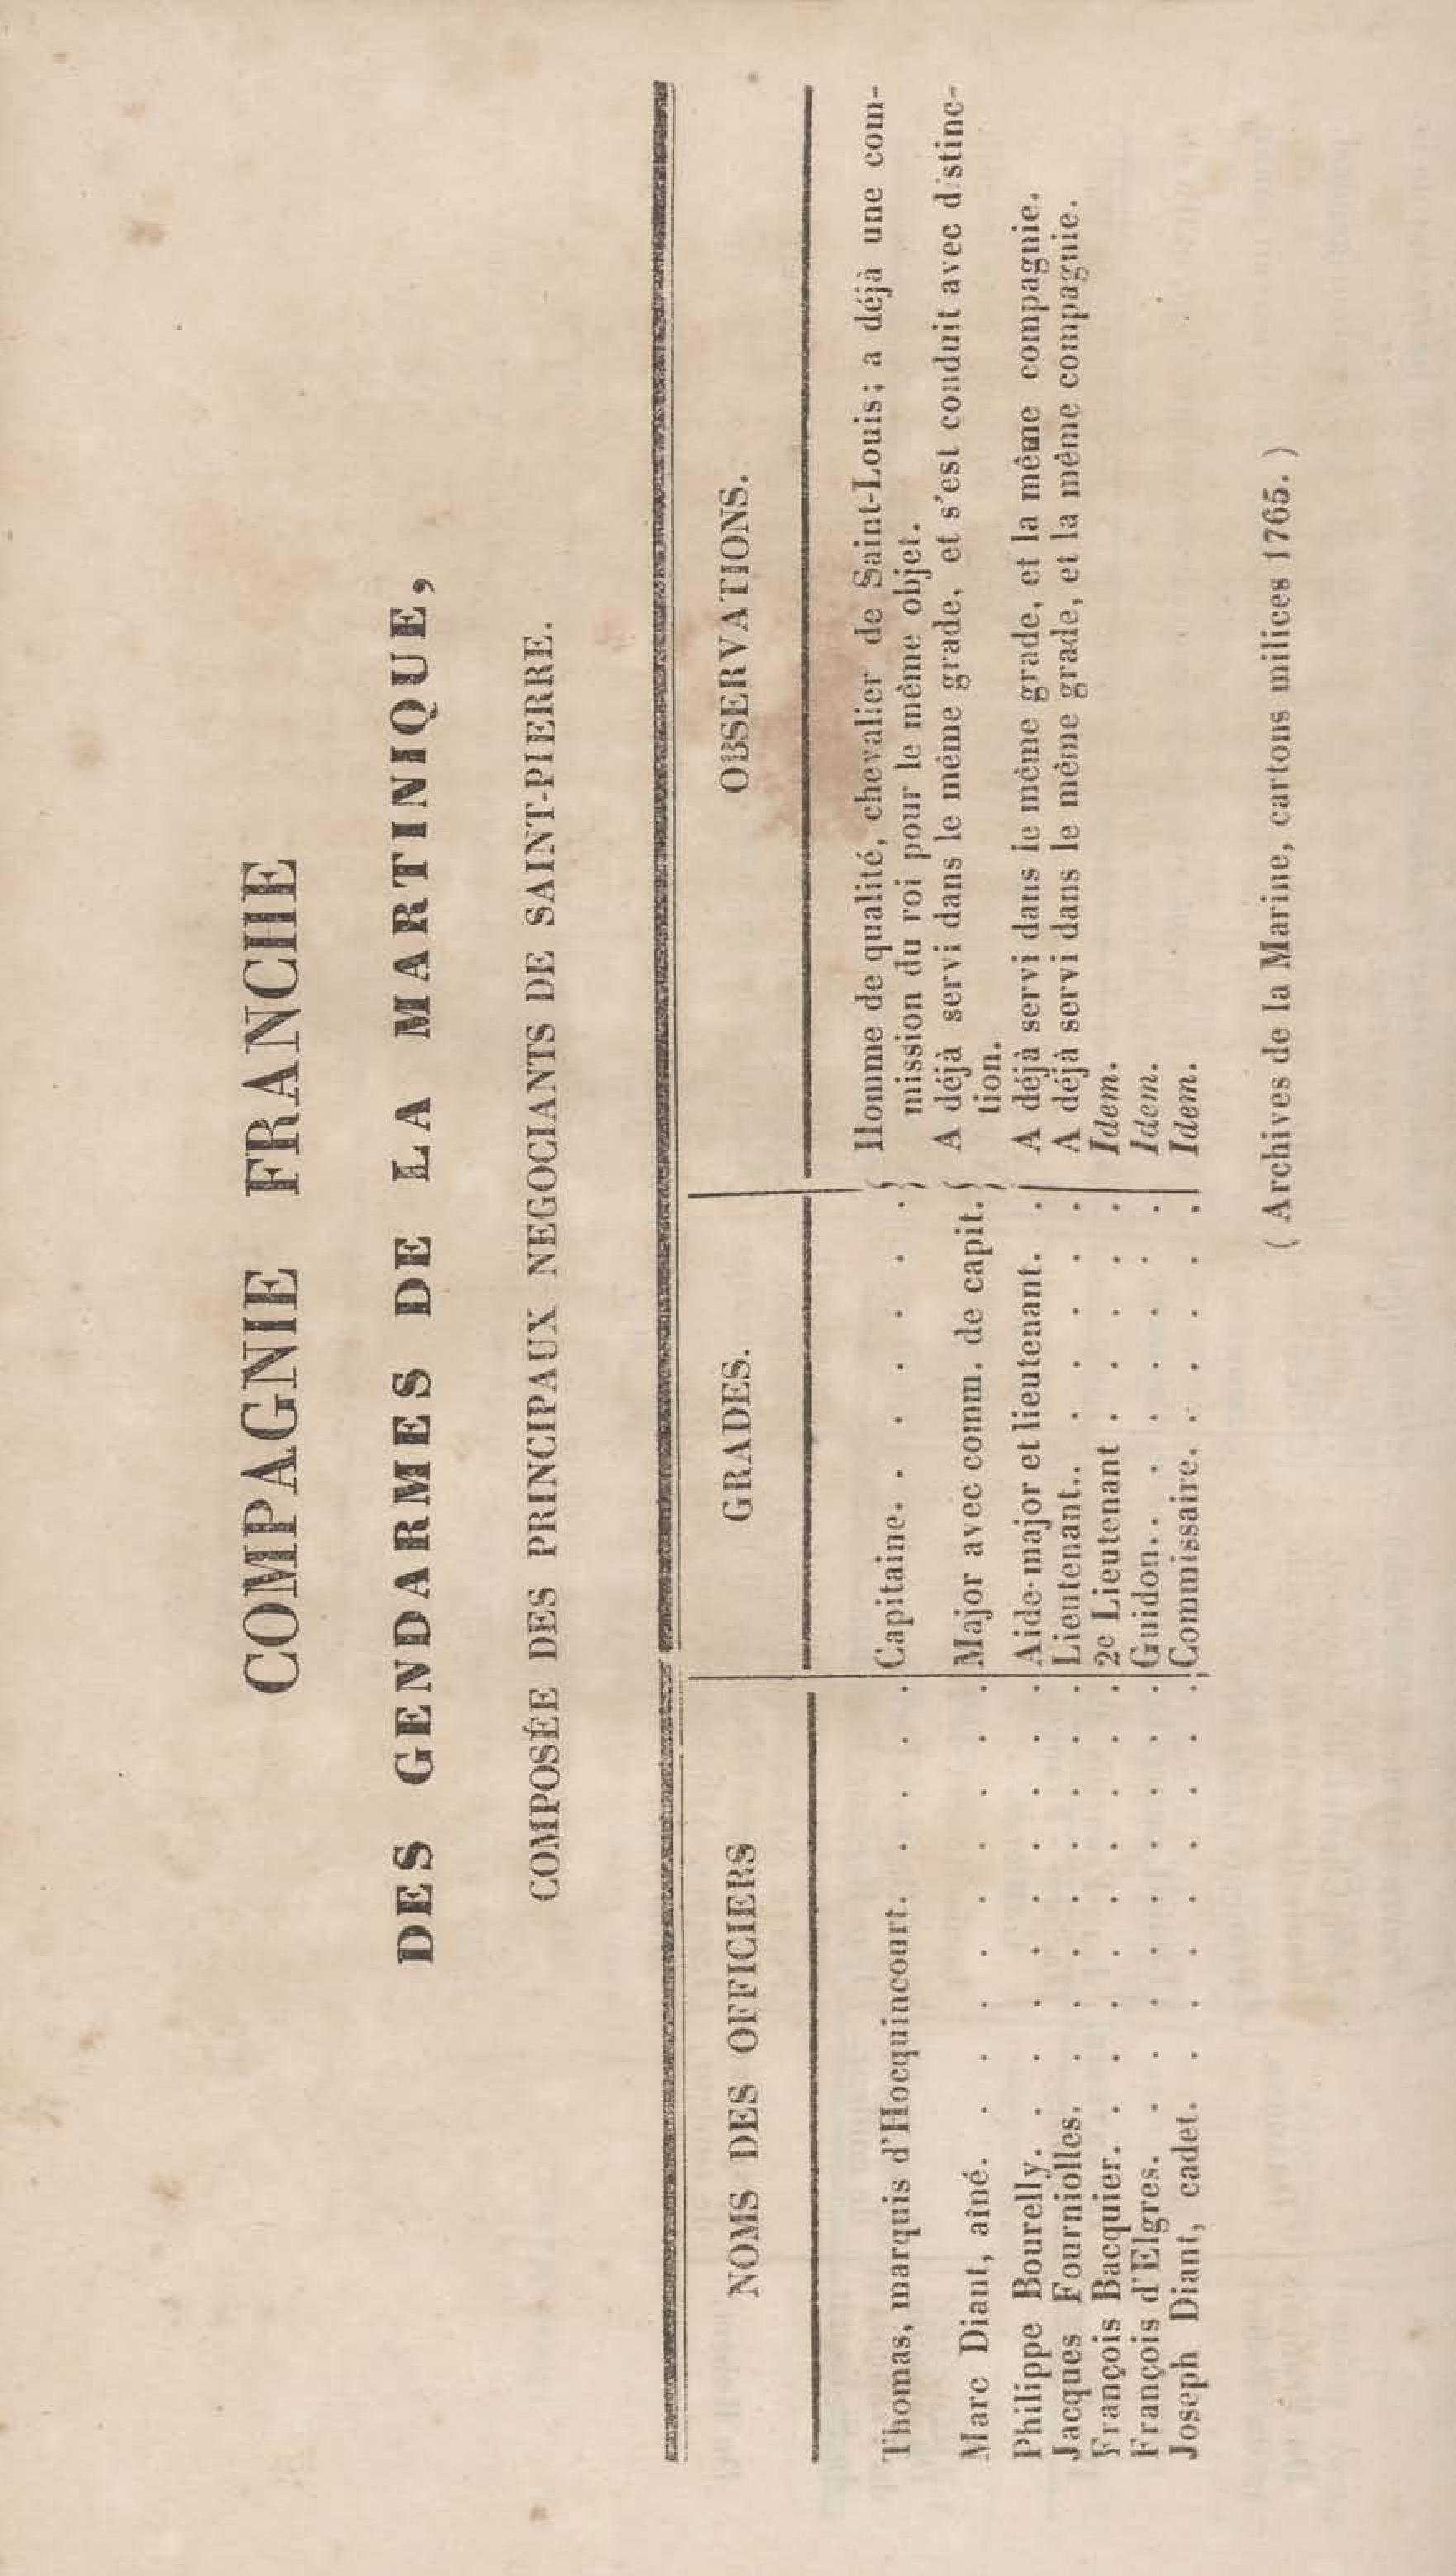 COMPAGNIE FRANCHE
DES GENDARMES DE LA MARTINIQUE,
COMPOSÉE DES PRINCIPAUX NEGOCIANTS DE SAINT-PIERRE.
NOMS DES OFFICIERS GRADES. OBSERVATIONS.
Thomas, marquis d'Hocquincourt. . . . . . Capitaine. . . . . . . Homme de qualité, chevalier de Saint-Louis; a déjà une com-
mission du roi pour le même objet.
Marc Diant, aîné. . . . . . . . . . Major avec comm. de capit. A déjà servi dans le même grade, et s'est conduit avec distinc-
tion.
Philippe Bourelly. . . . . . . . . . Aide-major et lieutenant. . A déjà servi dans le même grade, et la même compagnie.
Jacques Fourniolles. . . . . . . . . Lieutenant. . . . . . A déjà servi dans le même grade, et la même compagnie.
François Bacquier. . . . . . . . . . 2e Lieutenant . . . . . Idem.
François d'Elgres. . . . . . . . . . Guidon. . . . . . . . Idem.
Joseph Diant, cadet. . . . . . . . . Commissaire. . . . . . Idem.
( Archives de la Marine, cartons milices 1765. )